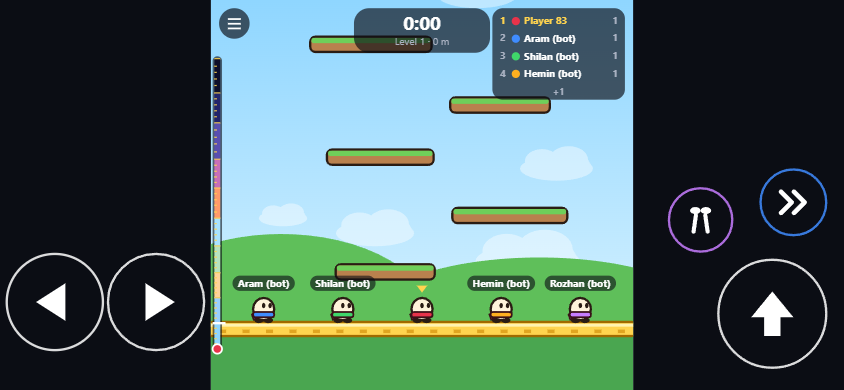 0:00
Level 1 · 0 m
1 Player 83 1
2 Aram (bot) 1
3 Shilan (bot) 1
4 Hemin (bot) 1
+1
Aram (bot)
Shilan (bot)
Hemin (bot)
Rozhan (bot)